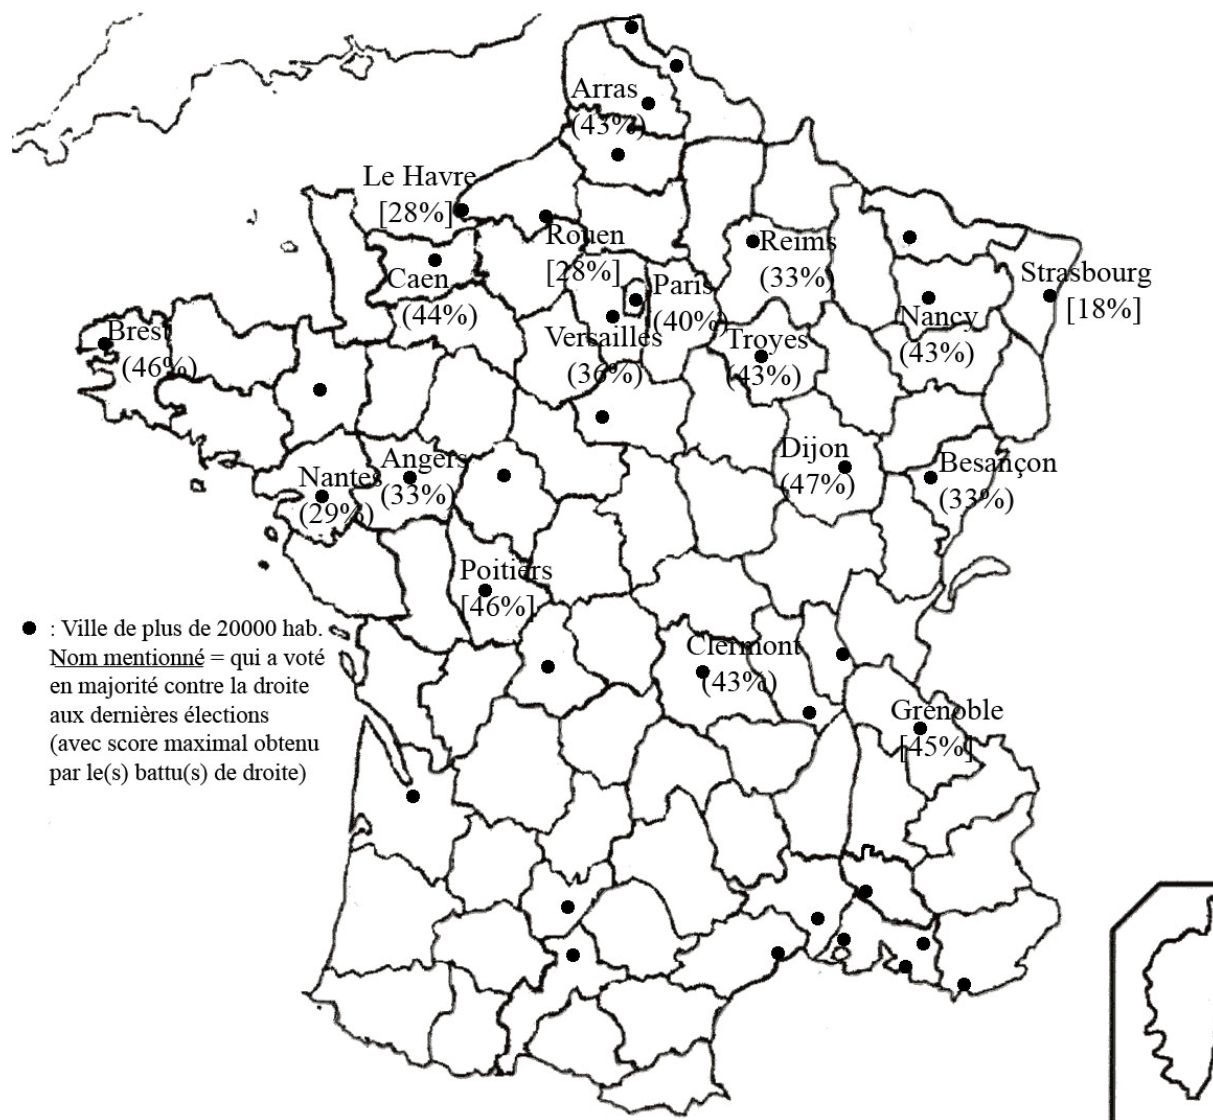 Arras
(43%)
Le Havre
[28%]
Rouen
[28%]
Reims
(33%)
Caen
(44%)
Paris
(40%)
Strasbourg
[18%]
Nancy
(43%)
Brest
(46%)
Versailles
(36%)
Troyes
(43%)
Dijon
(47%)
Angers
(33%)
Besançon
(33%)
Nantes
(29%)
Poitiers
[46%]
: Ville de plus de 20000 hab.
Nom mentionné = qui a voté
en majorité contre la droite
aux dernières élections
(avec score maximal obtenu
par le(s) battu(s) de droite)
Clermont
(43%)
Grenoble
[45%]